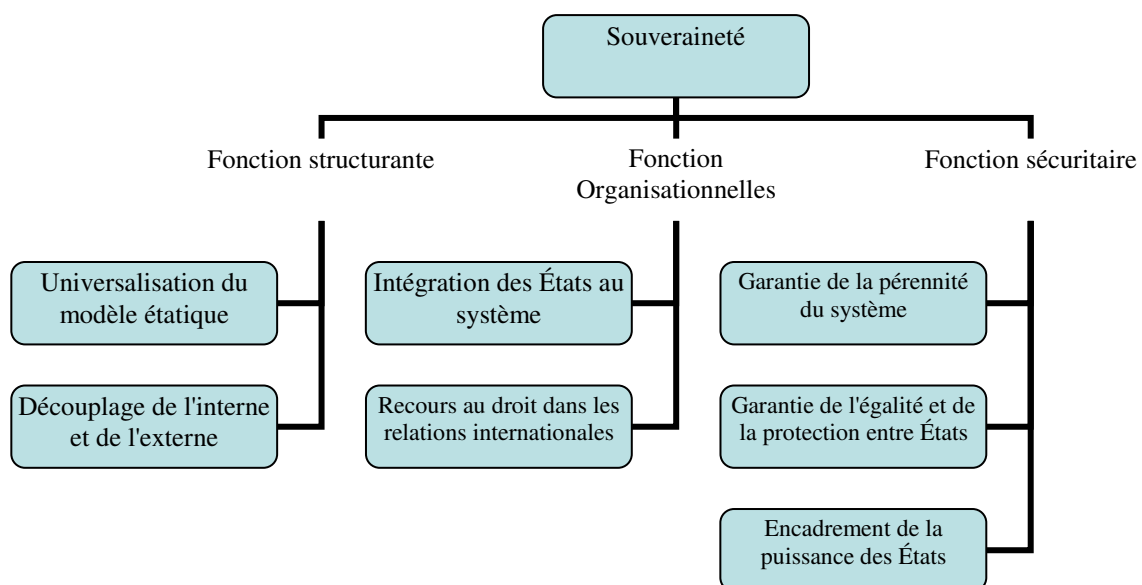 Souveraineté
Fonction structurante
Fonction
Organisationnelles
Fonction sécuritaire
Universalisation du
modèle étatique
Intégration des États au
système
Garantie de la pérennité
du système
Découplage de l'interne
et de l'externe
Recours au droit dans les
relations internationales
Garantie de l'égalité et de
la protection entre États
Encadrement de la
puissance des États